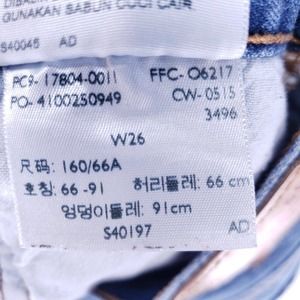 GUNAKAN SABUN CUCI CAIR
S40045 AD
PC9- 17804-0011 FFC- O6217
PO- 4100250949 CW- 0515
3496
W26
尺码: 160/66A
호칭: 66 -91 허리둘레: 66 cm
엉덩이둘레: 91cm
S40197 AD